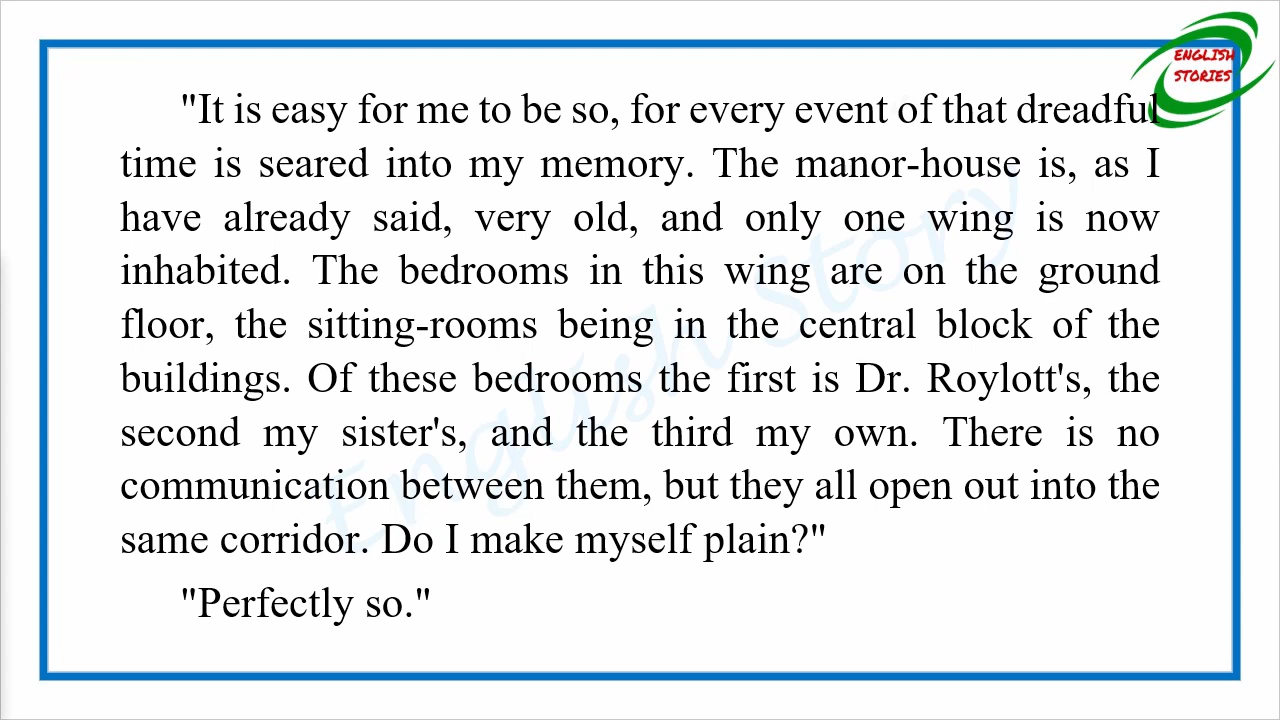 ENGLISH
STORIES
"It is easy for me to be so, for every event of that dreadful
time is seared into my memory. The manor-house is, as I
have already said, very old, and only one wing is now
inhabited. The bedrooms in this wing are on the ground
floor, the sitting-rooms being in the central block of the
buildings. Of these bedrooms the first is Dr. Roylott's, the
second my sister's, and the third my own. There is no
communication between them, but they all open out into the
same corridor. Do I make myself plain?"
"Perfectly so."
English Story